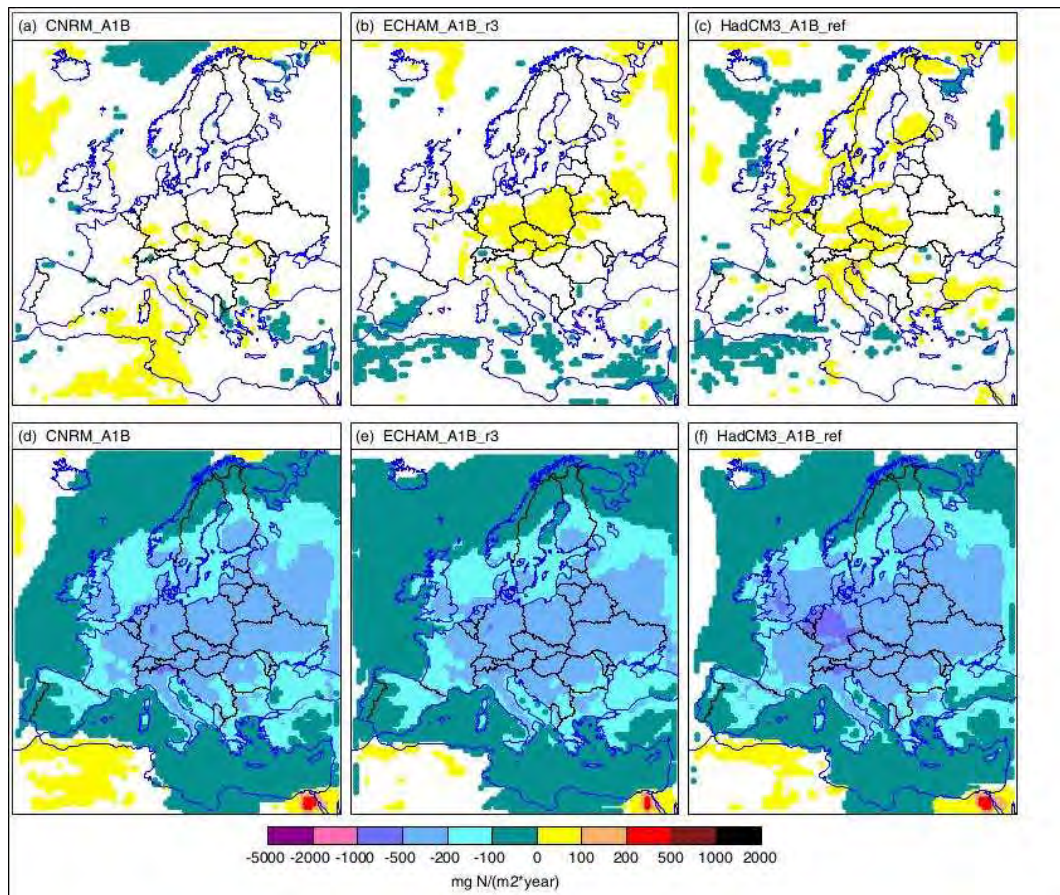 (a) CNRM_A1B
(b) ECHAM_A1B_r3
(c) HadCM3_A1B_ref
(d) CNRM_A1B
(e) ECHAM_A1B_r3
(f) HadCM3_A1B_ref
-5000 -2000 -1000 -500 -200 -100 0 100 200 500 1000 2000
mg N/(m2*year)